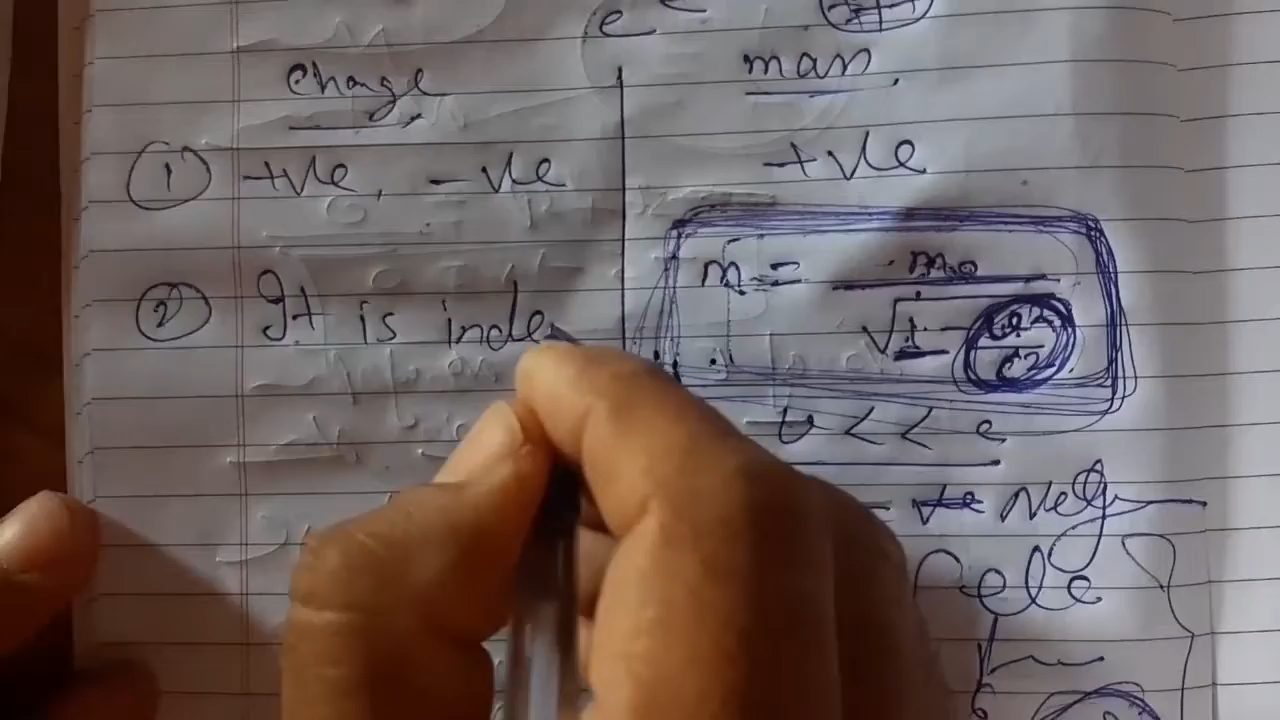 charge
mass
① +ve, -ve
+ve
② It is inde
m = m₀ / √1 - v² / c²
v << c
Neg